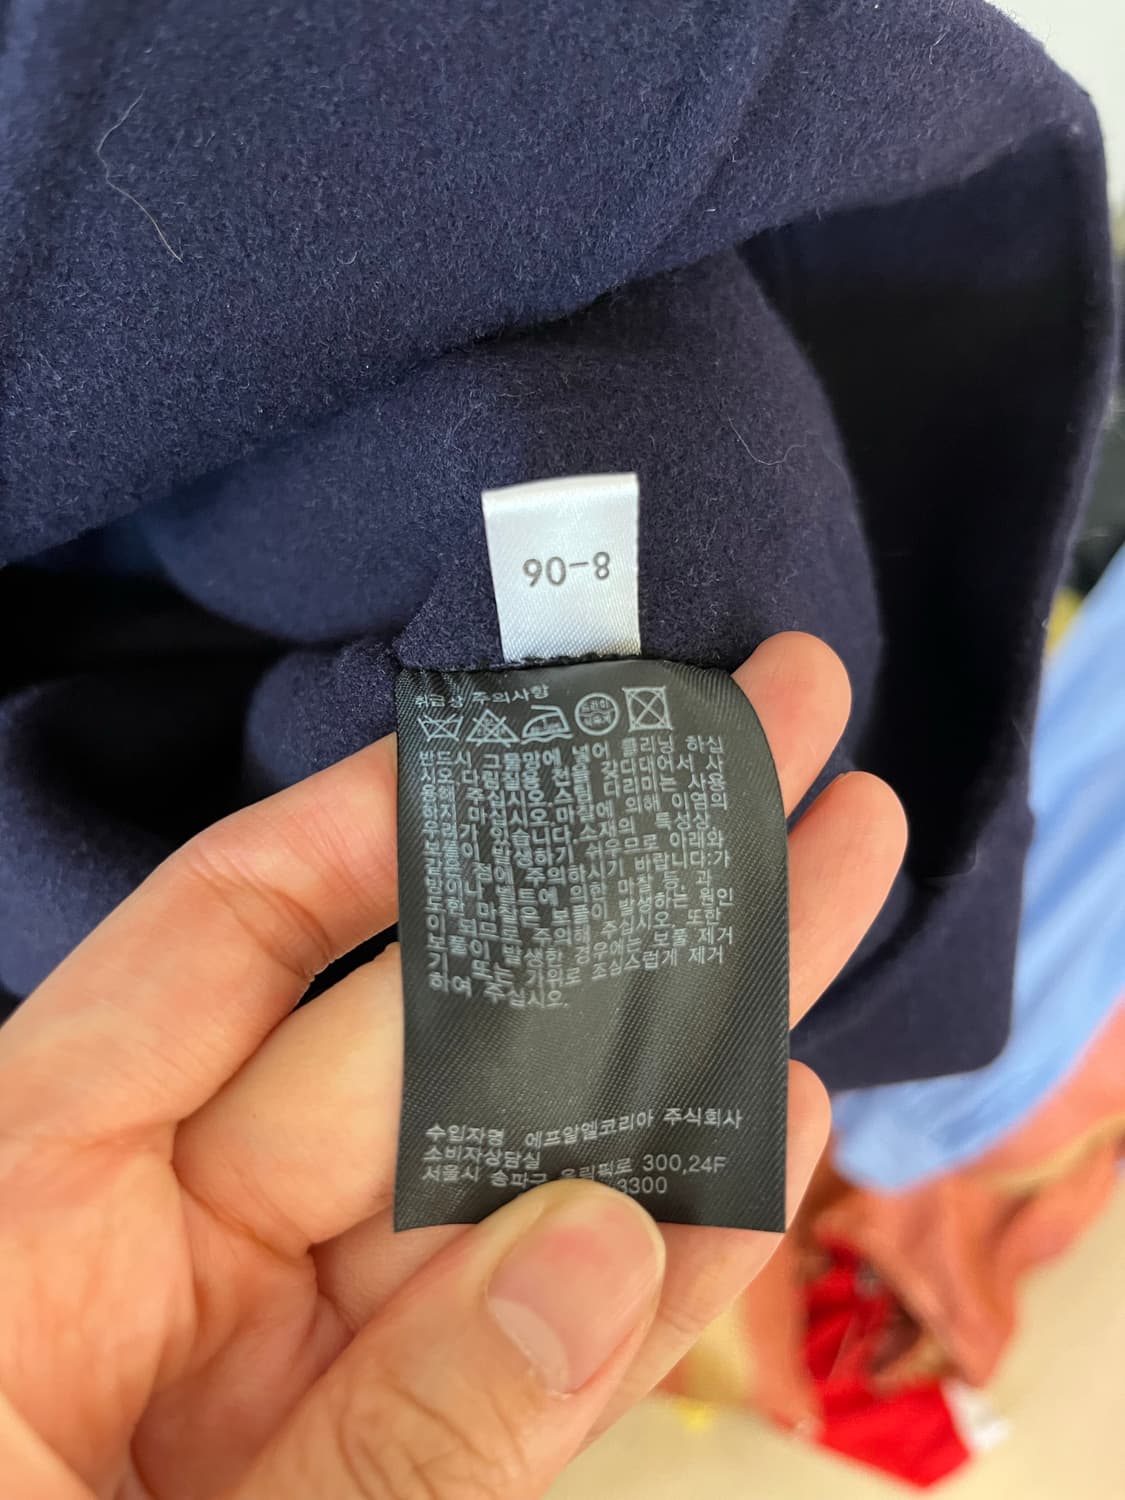 90-8
취급상 주의사항
드라이
석유계
반드시 그물망에 넣어 클리닝 하십
시오 다림질용 천을 갖다대어서 사
용해 주십시오.스팀 다리미는 사용
하지 마십시오.마찰에 의해 이염의
우려가 있습니다.소재의 특성상,
보풀이 발생하기 쉬우므로 아래와
같은 점에 주의하시기 바랍니다:가
방이나 벨트에 의한 마찰 등 과
도한 마찰은 보풀이 발생하는 원인
이 되므로 주의해 주십시오. 또한
보풀이 발생한 경우에는 보풀 제거
기 또는 가위로 조심스럽게 제거
하여 주십시오.
수입자명 에프알엘코리아 주식회사
소비자상담실
서울시 송파구 올림픽로 300,24F
3300